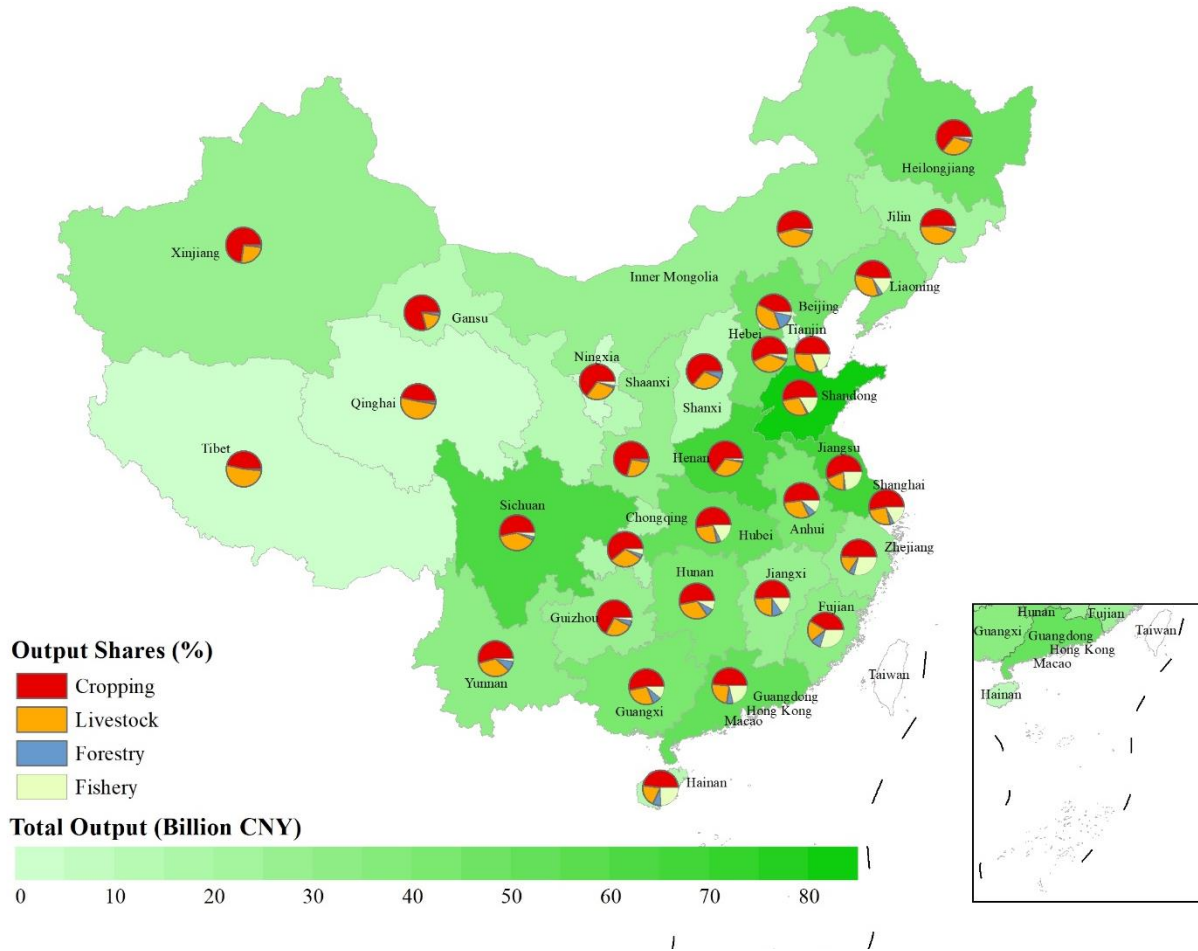 Heilongjiang
Jilin
Xinjiang
Inner Mongolia
Liaoning
Beijing
Gansu
Hebei
Tianjin
Ningxia
Shaanxi
Shanxi
Shandong
Qinghai
Tibet
Henan
Jiangsu
Shanghai
Sichuan
Chongqing
Hubei
Anhui
Zhejiang
Hunan
Jiangxi
Guizhou
Fujian
Yunnan
Taiwan
Guangxi
Guangdong
Hong Kong
Macao
Hainan
Output Shares (%)
Cropping
Livestock
Forestry
Fishery
Total Output (Billion CNY)
0 10 20 30 40 50 60 70 80
Hunan
Tujian
Guangxi
Guangdong
Taiwan
Hong Kong
Macao
Hainan